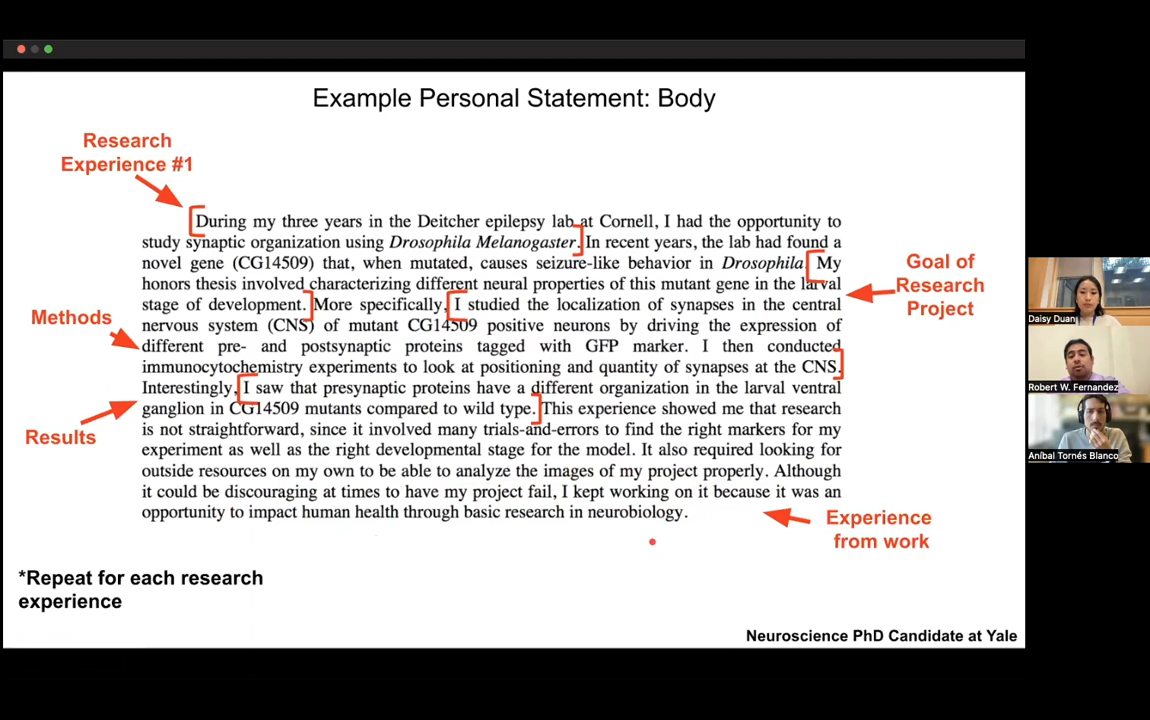 Example Personal Statement: Body
Research
Experience #1
During my three years in the Deitcher epilepsy lab at Cornell, I had the opportunity to
study synaptic organization using Drosophila Melanogaster. In recent years, the lab had found a
novel gene (CG14509) that, when mutated, causes seizure-like behavior in Drosophila. My
honors thesis involved characterizing different neural properties of this mutant gene in the larval
stage of development. More specifically, I studied the localization of synapses in the central
nervous system (CNS) of mutant CG14509 positive neurons by driving the expression of
different pre- and postsynaptic proteins tagged with GFP marker. I then conducted
immunocytochemistry experiments to look at positioning and quantity of synapses at the CNS.
Interestingly, I saw that presynaptic proteins have a different organization in the larval ventral
ganglion in CG14509 mutants compared to wild type. This experience showed me that research
is not straightforward, since it involved many trials-and-errors to find the right markers for my
experiment as well as the right developmental stage for the model. It also required looking for
outside resources on my own to be able to analyze the images of my project properly. Although
it could be discouraging at times to have my project fail, I kept working on it because it was an
opportunity to impact human health through basic research in neurobiology.
Goal of
Research
Project
Methods
Results
Experience
from work
*Repeat for each research
experience
Neuroscience PhD Candidate at Yale
Daisy Duan
Robert W. Fernandez
Aníbal Tornés Blanco